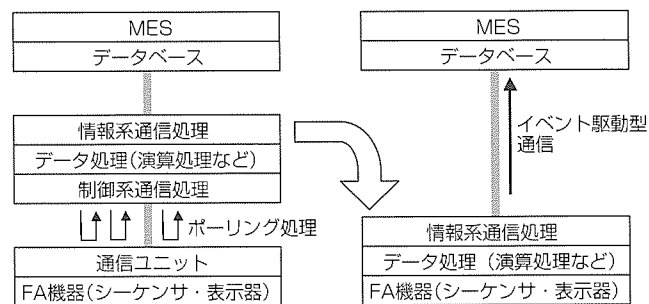 MES
データベース
情報系通信処理
データ処理(演算処理など)
制御系通信処理
ポーリング処理
通信ユニット
FA機器(シーケンサ・表示器)
MES
データベース
イベント駆動型
通信
情報系通信処理
データ処理（演算処理など）
FA機器(シーケンサ・表示器)